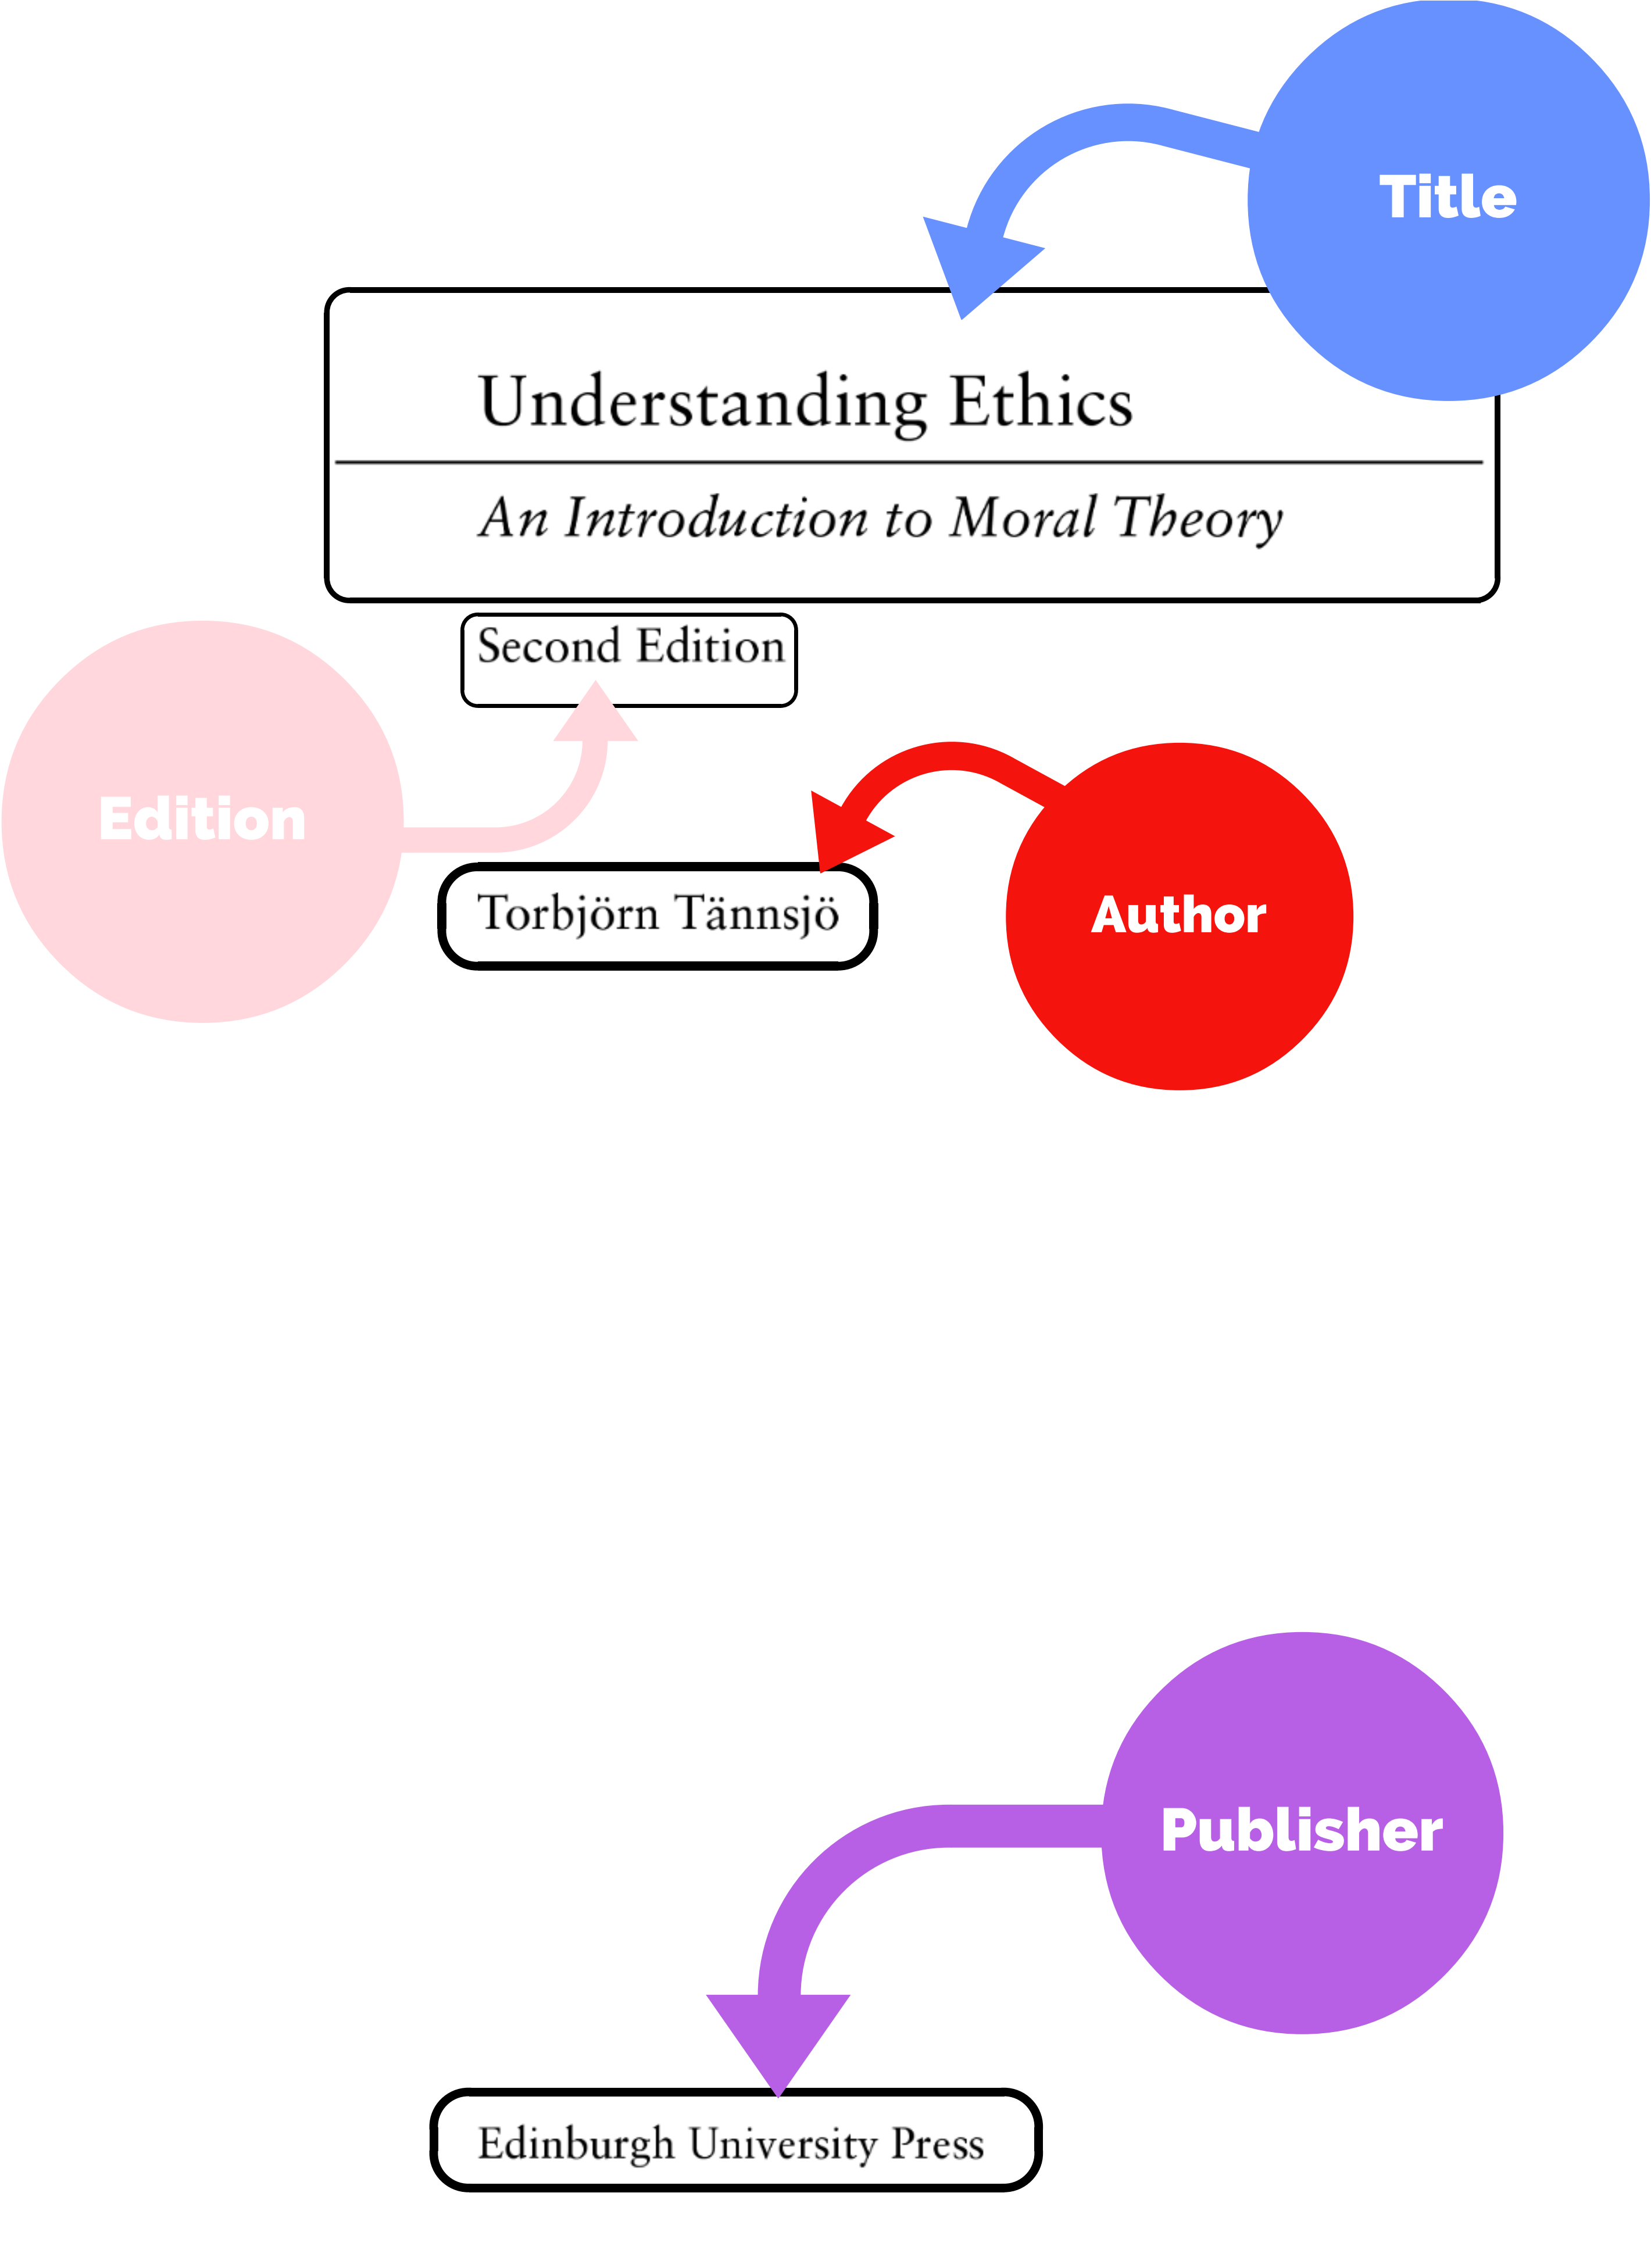 Title
Understanding Ethics
An Introduction to Moral Theory
Second Edition
Edition
Torbjörn Tännsjö
Author
Publisher
Edinburgh University Press